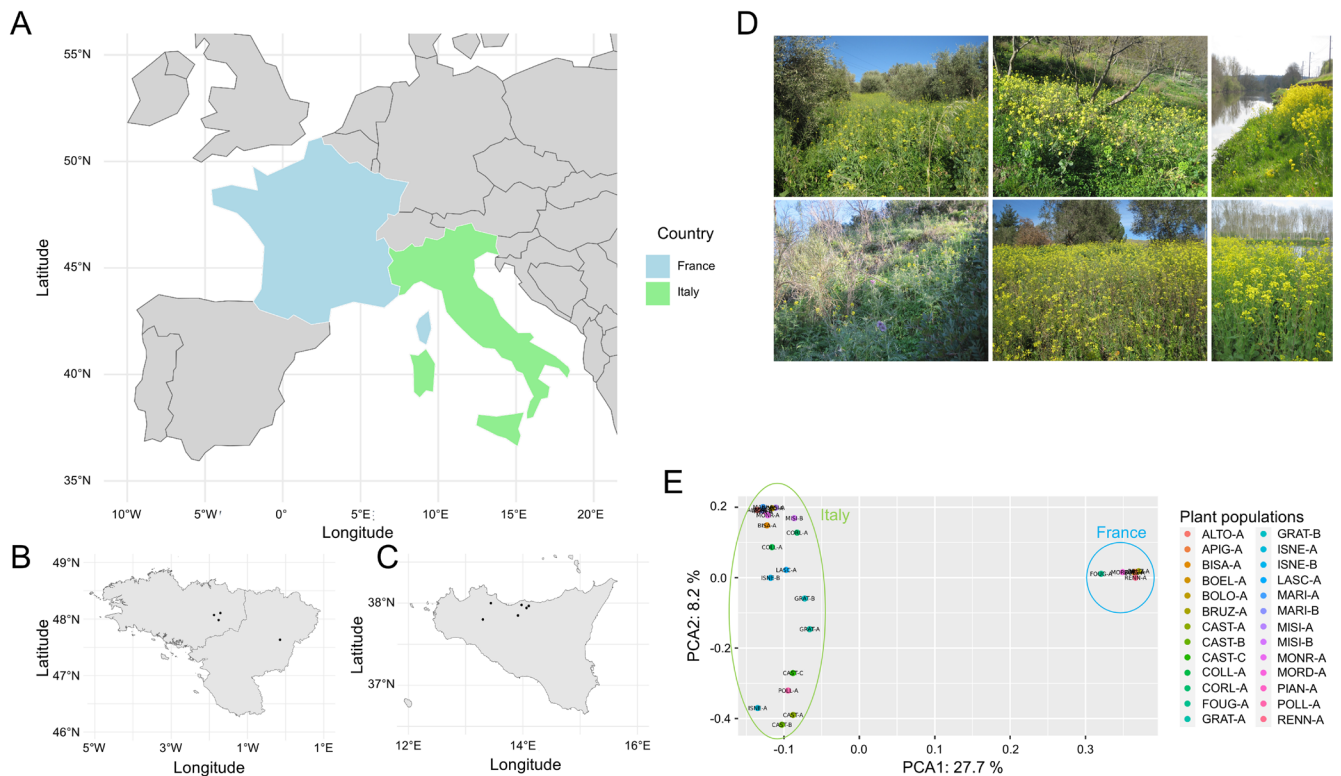 A
55°N
50°N
45°N
40°N
35°N
Latitude
10°W
5°W
0°
5°E
10°E
15°E
20°E
Longitude
Country
France
Italy
B
49°N
48°N
47°N
46°N
Latitude
5°W
3°W
1°W
1°E
Longitude
C
38°N
37°N
Latitude
12°E
14°E
16°E
Longitude
D
E
0.2
0.0
-0.2
-0.4
PCA2: 8.2 %
-0.1
0.0
0.1
0.2
0.3
PCA1: 27.7 %
Italy
France
MISI-B
BISA-A
CORL-A
COLL-A
LASC-A
ISNE-B
GRAT-B
GRAT-A
CAST-C
POLL-A
ISNE-A
CAST-A
CAST-B
FOUG-A
RENN-A
Plant populations
ALTO-A
APIG-A
BISA-A
BOEL-A
BOLO-A
BRUZ-A
CAST-A
CAST-B
CAST-C
COLL-A
CORL-A
FOUG-A
GRAT-A
GRAT-B
ISNE-A
ISNE-B
LASC-A
MARI-A
MARI-B
MISI-A
MISI-B
MONR-A
MORD-A
PIAN-A
POLL-A
RENN-A